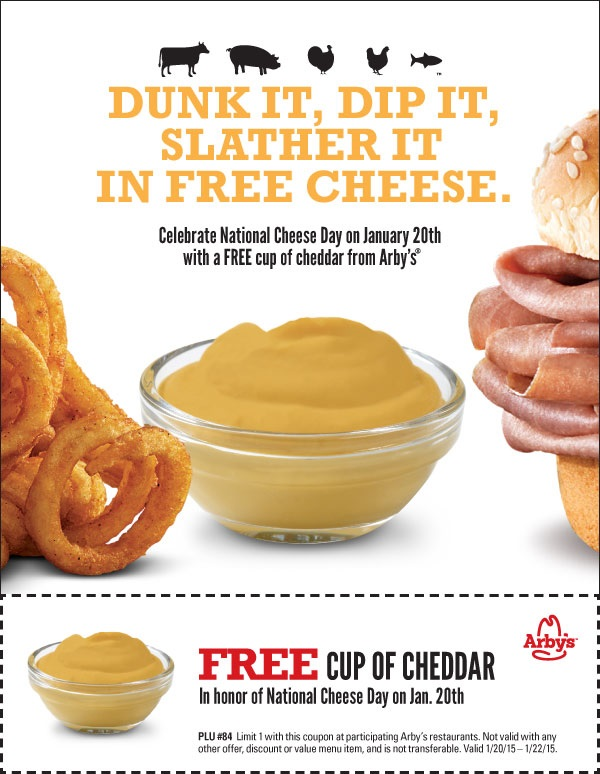 DUNK IT, DIP IT,
SLATHER IT
IN FREE CHEESE.
Celebrate National Cheese Day on January 20th
with a FREE cup of cheddar from Arby's®
Arby's
FREE CUP OF CHEDDAR
In honor of National Cheese Day on Jan. 20th
PLU #84 Limit 1 with this coupon at participating Arby's restaurants. Not valid with any
other offer, discount or value menu item, and is not transferable. Valid 1/20/15 – 1/22/15.